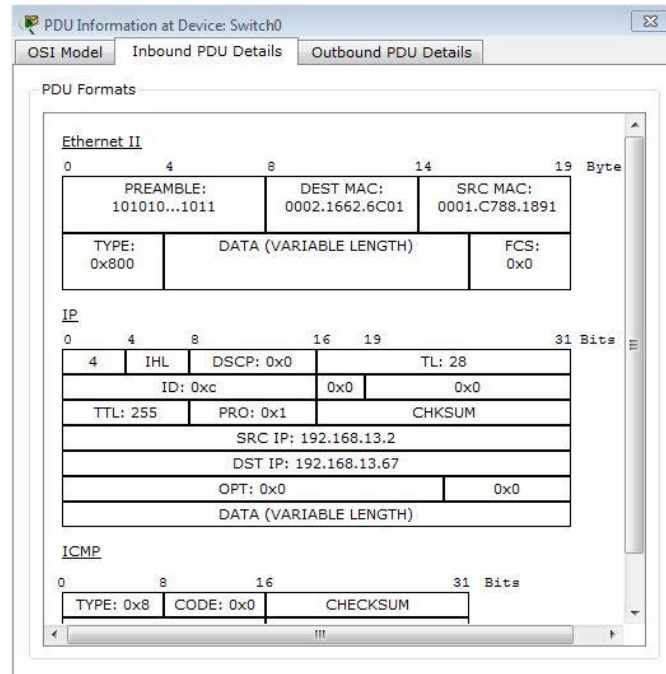 PDU Information at Device: Switch0
OSI Model Inbound PDU Details Outbound PDU Details
PDU Formats
Ethernet II
0 4 8 14 19 Byte
PREAMBLE: DEST MAC: SRC MAC:
101010...1011 0002.1662.6C01 0001.C788.1891
TYPE: DATA (VARIABLE LENGTH) FCS:
0x800 0x0
IP
0 4 8 16 19 31 Bits
4 IHL DSCP: 0x0 TL: 28
ID: 0xc 0x0 0x0
TTL: 255 PRO: 0x1 CHKSUM
SRC IP: 192.168.13.2
DST IP: 192.168.13.67
OPT: 0x0 0x0
DATA (VARIABLE LENGTH)
ICMP
0 8 16 31 Bits
TYPE: 0x8 CODE: 0x0 CHECKSUM